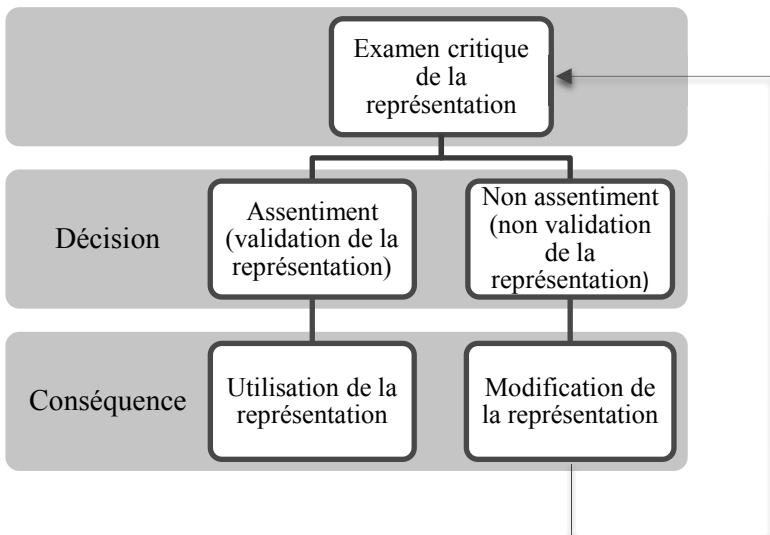 Examen critique
de la
représentation
Décision
Assentiment
(validation de la
représentation)
Non assentiment
(non validation
de la
représentation)
Conséquence
Utilisation de la
représentation
Modification de
la représentation